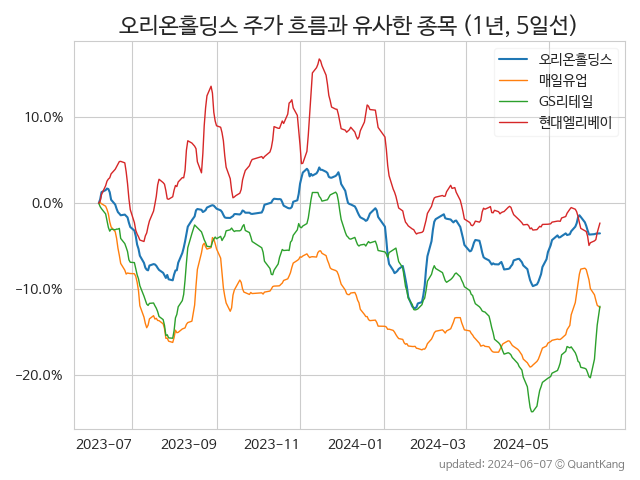 오리온홀딩스 주가 흐름과 유사한 종목 (1년, 5일선)
오리온홀딩스
매일유업
GS리테일
현대엘리베이
10.0%
0.0%
−10.0%
−20.0%
2023-07
2023-09
2023-11
2024-01
2024-03
2024-05
updated: 2024-06-07 © QuantKang